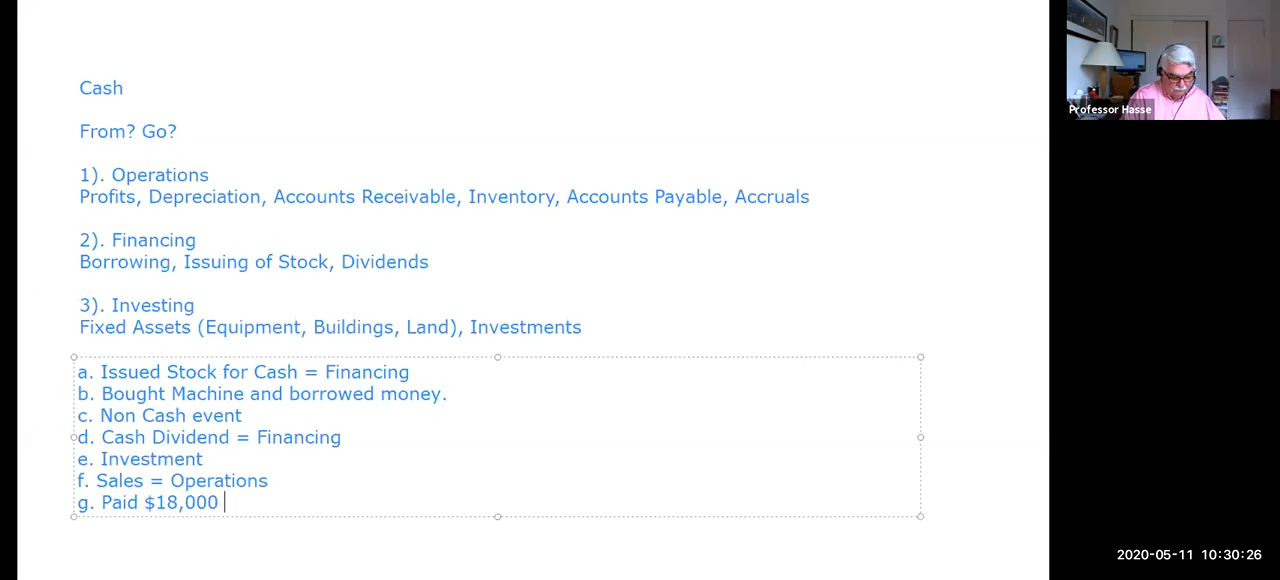 Cash
From? Go?
1). Operations
Profits, Depreciation, Accounts Receivable, Inventory, Accounts Payable, Accruals
2). Financing
Borrowing, Issuing of Stock, Dividends
3). Investing
Fixed Assets (Equipment, Buildings, Land), Investments
a. Issued Stock for Cash = Financing
b. Bought Machine and borrowed money.
c. Non Cash event
d. Cash Dividend = Financing
e. Investment
f. Sales = Operations
g. Paid $18,000
Professor Hasse
2020-05-11 10:30:26